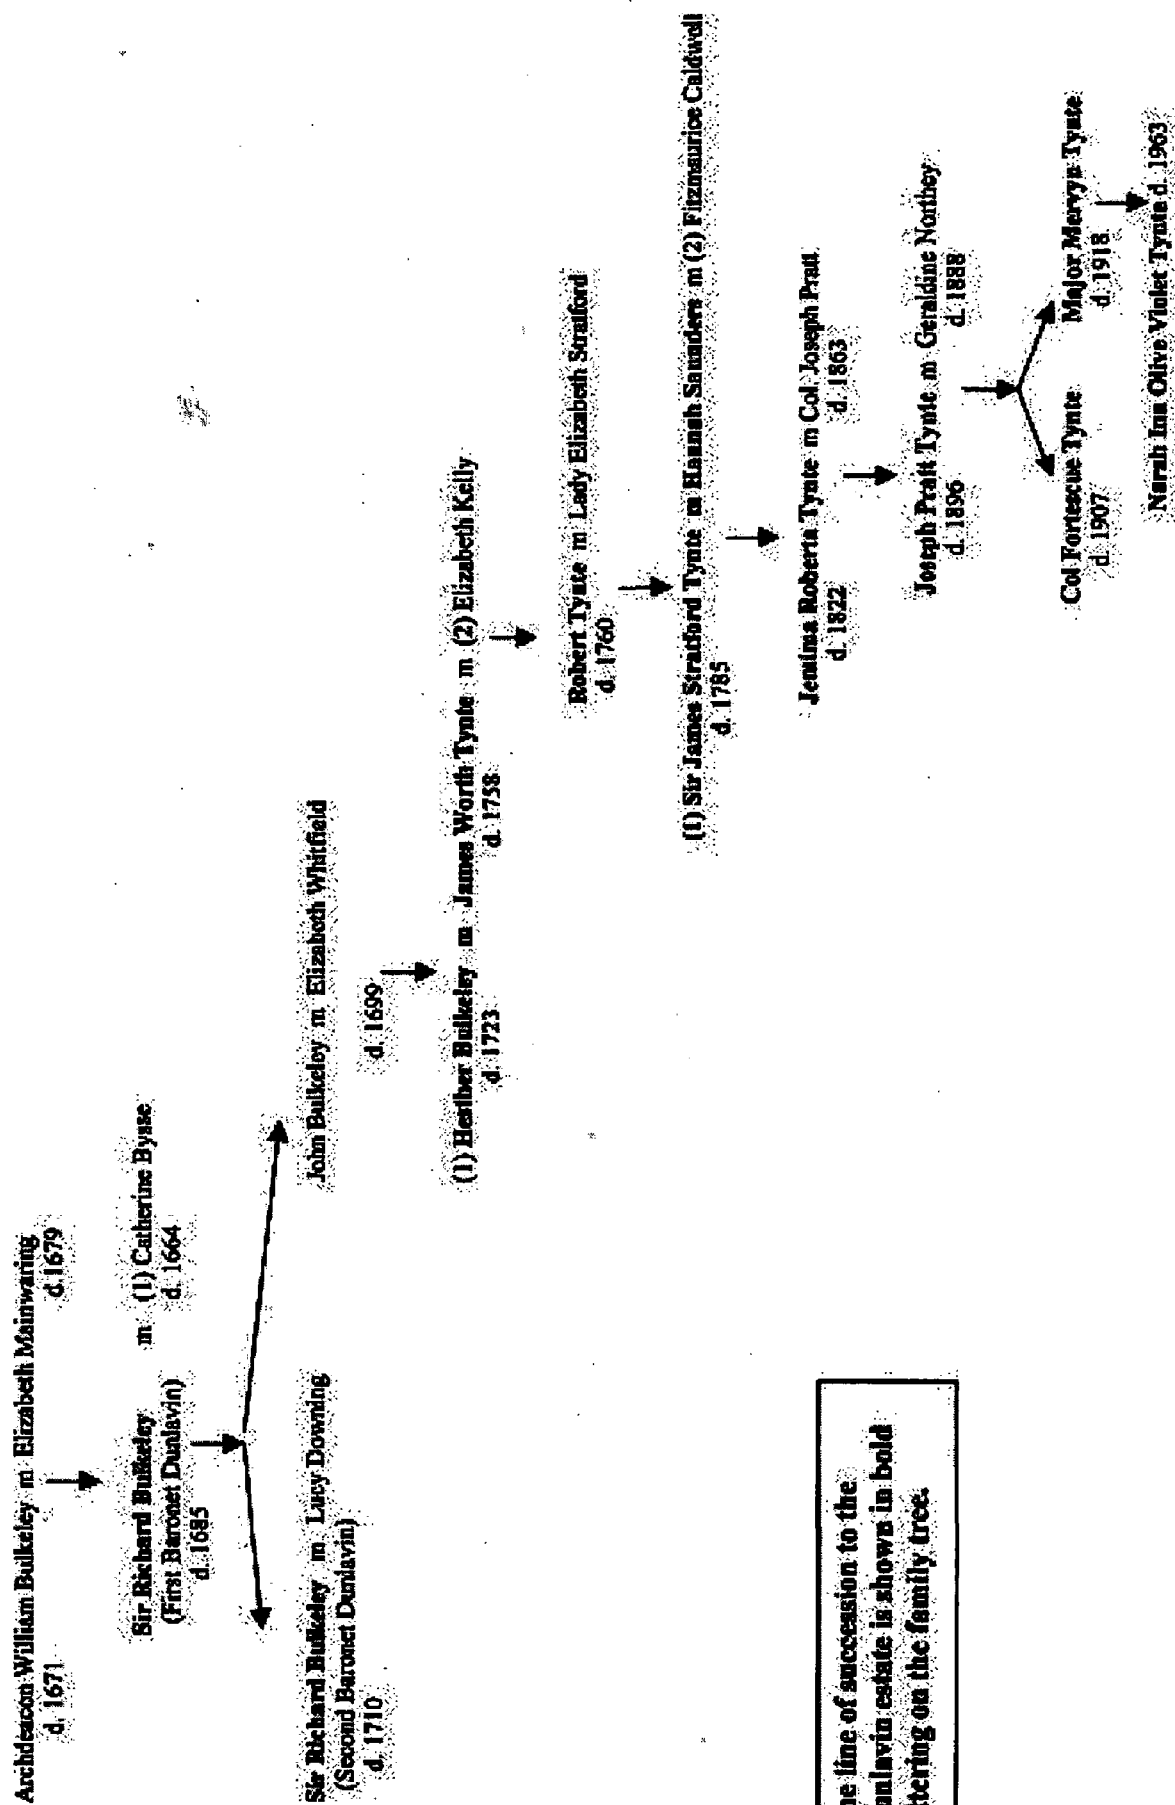 Archdeacon William Bulkeley m Elizabeth Mainwaring
d. 1671 d.1679
Sir Richard Bulkeley m (1) Catherine Bysse
(First Baronet Dunlavin) d. 1664
d. 1685
Sir Richard Bulkeley m Lucy Downing
(Second Baronet Dunlavin)
d. 1710
John Bulkeley m Elizabeth Whitfield
d. 1699
(1) Hesther Bulkeley m James Worth Tynte m (2) Elizabeth Kelly
d. 1723 d. 1758
Robert Tynte m Lady Elizabeth Stratford
d. 1760
(1) Sir James Stratford Tynte m Hannah Saunders m (2) Fitzmaurice Caldwell
d. 1785
Jemima Roberta Tynte m Col Joseph Pratt
d. 1822 d. 1863
Joseph Pratt Tynte m Geraldine Northey
d. 1896 d. 1888
Col Fortescue Tynte Major Mervyn Tynte
d. 1907 d. 1918
Norah Ina Olive Violet Tynte d. 1963
ne line of succession to the
unlavin estate is shown in bold
ttering on the family tree.